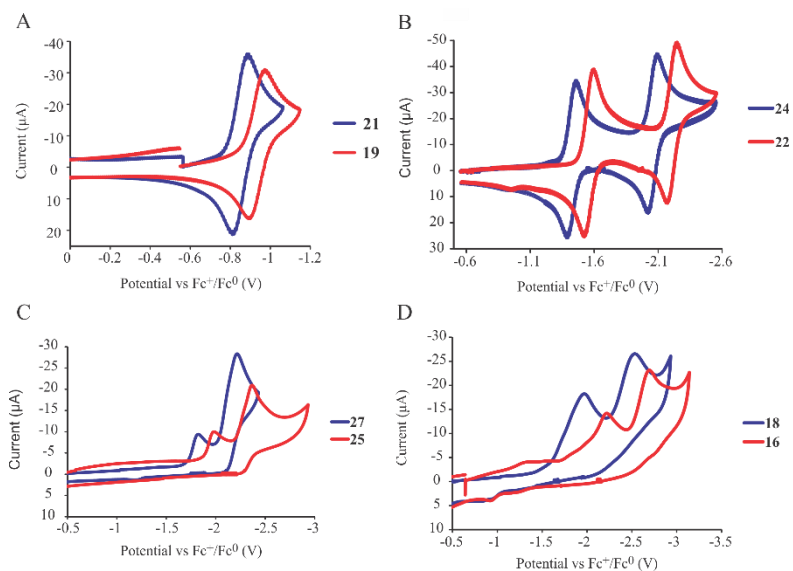 A
-40
-30
-20
-10
0
10
20
Current (µA)
0 -0.2 -0.4 -0.6 -0.8 -1 -1.2
Potential vs Fc⁺/Fc⁰ (V)
21
19
B
-50
-40
-30
-20
-10
0
10
20
30
Current (µA)
-0.6 -1.1 -1.6 -2.1 -2.6
Potential vs Fc⁺/Fc⁰ (V)
24
22
C
-30
-25
-20
-15
-10
-5
0
5
10
Current (µA)
-0.5 -1 -1.5 -2 -2.5 -3
Potential vs Fc⁻/Fc⁰ (V)
27
25
D
-30
-25
-20
-15
-10
-5
0
5
10
Current (µA)
-0.5 -1 -1.5 -2 -2.5 -3 -3.5
Potential vs Fc⁺/Fc⁰ (V)
18
16